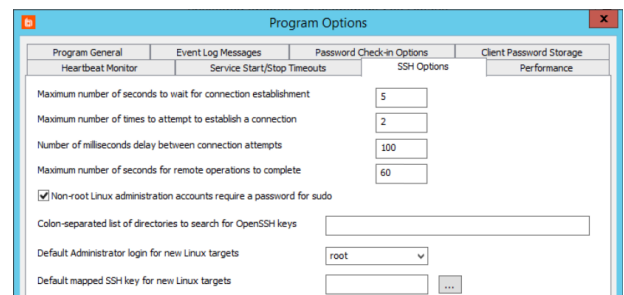 Program Options
x
Program General Event Log Messages Password Check-in Options Client Password Storage
Heartbeat Monitor Service Start/Stop Timeouts SSH Options Performance
Maximum number of seconds to wait for connection establishment 5
Maximum number of times to attempt to establish a connection 2
Number of milliseconds delay between connection attempts 100
Maximum number of seconds for remote operations to complete 60
Non-root Linux administration accounts require a password for sudo
Colon-separated list of directories to search for OpenSSH keys
Default Administrator login for new Linux targets root
Default mapped SSH key for new Linux targets ...